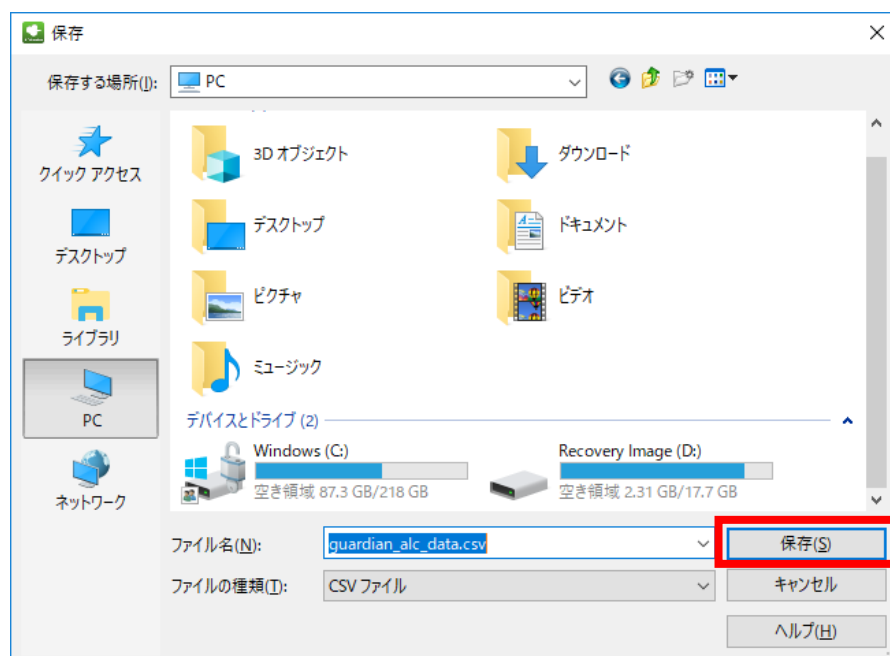 保存
保存する場所(I): PC
クイック アクセス
デスクトップ
ライブラリ
PC
ネットワーク
3D オブジェクト
ダウンロード
デスクトップ
ドキュメント
ピクチャ
ビデオ
ミュージック
デバイスとドライブ (2)
Windows (C:)
空き領域 87.3 GB/218 GB
Recovery Image (D:)
空き領域 2.31 GB/17.7 GB
ファイル名(N): guardian_alc_data.csv 保存(S)
ファイルの種類(T): CSV ファイル キャンセル
ヘルプ(H)